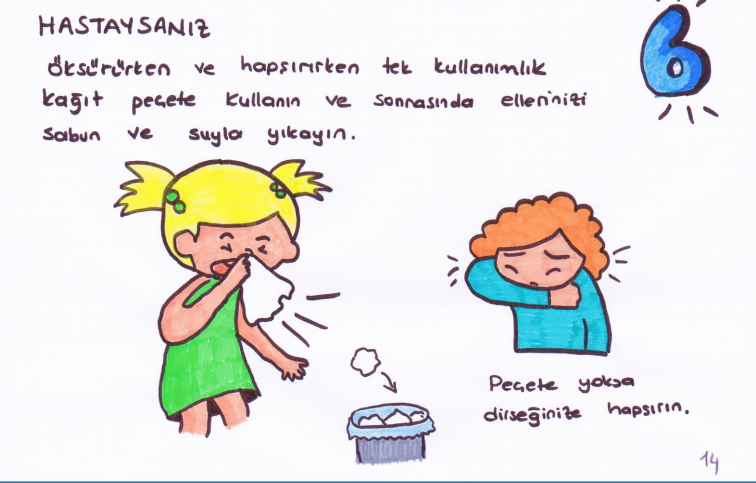 HASTAYSANIZ
6
Öksürürken ve hapşırırken tek kullanımlık
kağıt peçete kullanın ve sonrasında ellerinizi
sabun ve suyla yıkayın.
Peçete yoksa
dirseğinize hapşırın.
14